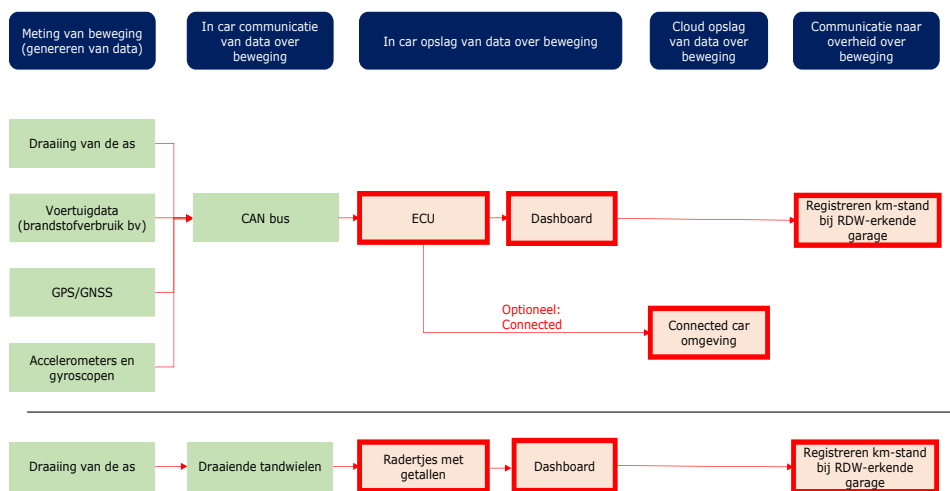 Meting van beweging
(genereren van data)
In car communicatie
van data over
beweging
In car opslag van data over beweging
Cloud opslag
van data over
beweging
Communicatie naar
overheid over
beweging
Draaiing van de as
Voertuigdata
(brandstofverbruik bv)
CAN bus
ECU
Dashboard
Registreren km-stand
bij RDW-erkende
garage
GPS/GNSS
Optioneel:
Connected
Connected car
omgeving
Accelerometers en
gyroscopen
Draaiing van de as
Draaiende tandwielen
Radertjes met
getallen
Dashboard
Registreren km-stand
bij RDW-erkende
garage